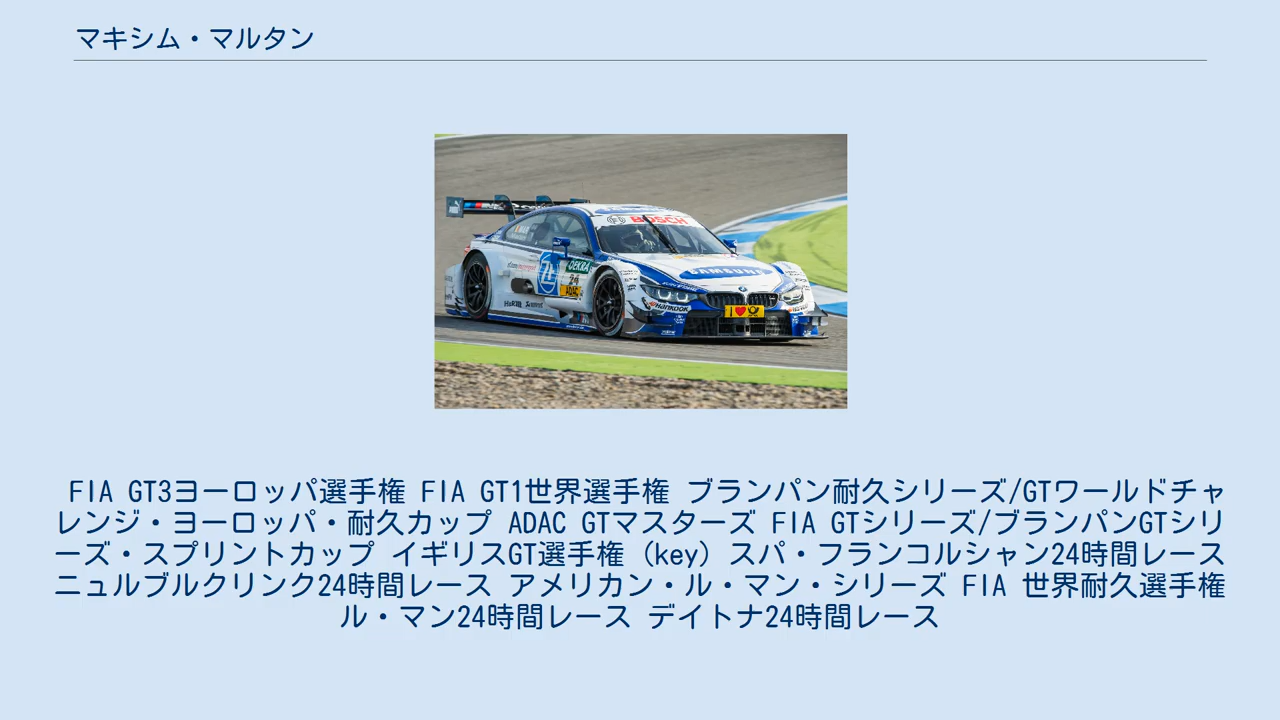 マキシム・マルタン
BOSCH
SAMSUNG
DEKRA
ADAC
HANKOOK
FIA GT3ヨーロッパ選手権 FIA GT1世界選手権 ブランパン耐久シリーズ/GTワールドチャ
レンジ・ヨーロッパ・耐久カップ ADAC GTマスターズ FIA GTシリーズ/ブランパンGTシリ
ーズ・スプリントカップ イギリスGT選手権（key）スパ・フランコルシャン24時間レース
ニュルブルクリンク24時間レース アメリカン・ル・マン・シリーズ FIA 世界耐久選手権
ル・マン24時間レース デイトナ24時間レース